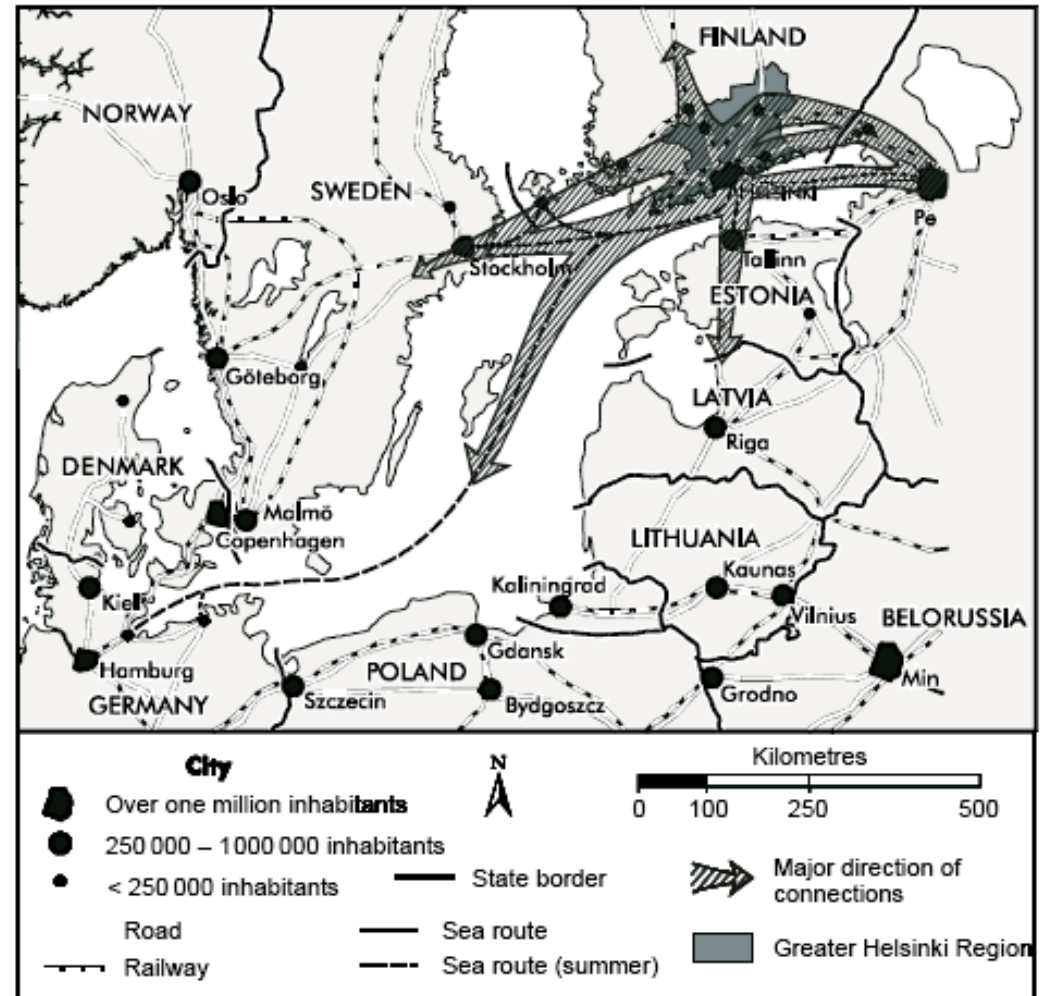 FINLAND
NORWAY
Oslo
SWEDEN
HELSINKI
Pe
Stockholm
Tallinn
ESTONIA
Göteborg
LATVIA
Riga
DENMARK
Malmö
Copenhagen
LITHUANIA
Kaliningrad
Kaunas
Kiel
Vilnius
BELORUSSIA
Gdansk
Hamburg
POLAND
Min
GERMANY
Szczecin
Bydgoszcz
Grodno
City
N
Kilometres
Over one million inhabitants
0 100 250 500
250 000 – 1000 000 inhabitants
< 250 000 inhabitants
State border
Major direction of
connections
Road
Sea route
Railway
Sea route (summer)
Greater Helsinki Region